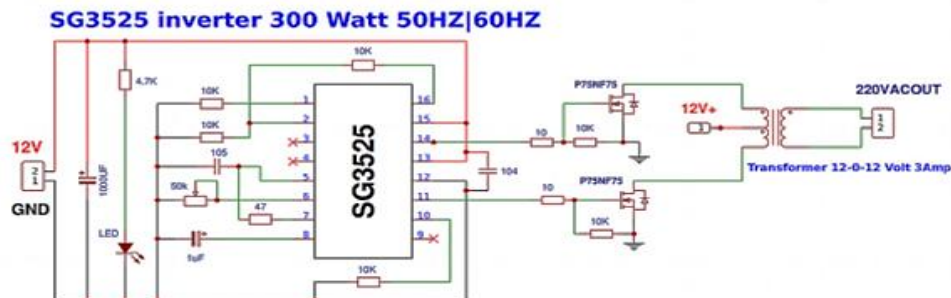 SG3525 inverter 300 Watt 50HZ|60HZ
10K
4.7K
10K
1
16
P75NF75
220VACOUT
10K
2
15
12V+
1
1
2
12V
3
14
10
10K
105
4
13
2
1
1000UF
5
12
104
Transformer 12-0-12 Volt 3Amp
50k
6
11
10
P75NF75
GND
47
7
10
LED
8
9
10K
1uF
10K
SG3525